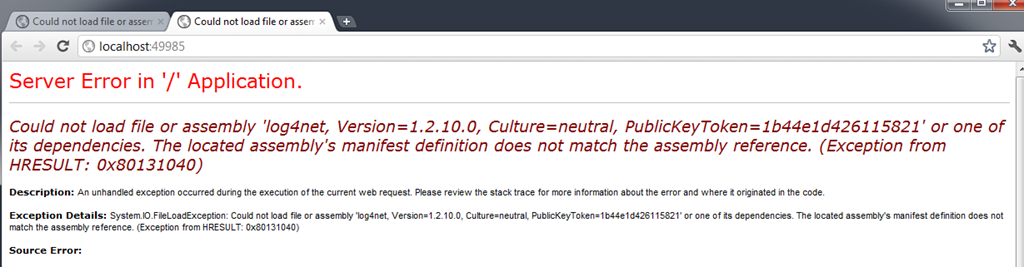 Could not load file or assem
Could not load file or assem
localhost:49985
Server Error in '/' Application.
Could not load file or assembly 'log4net, Version=1.2.10.0, Culture=neutral, PublicKeyToken=1b44e1d426115821' or one of
its dependencies. The located assembly's manifest definition does not match the assembly reference. (Exception from
HRESULT: 0x80131040)
Description: An unhandled exception occurred during the execution of the current web request. Please review the stack trace for more information about the error and where it originated in the code.
Exception Details: System.IO.FileLoadException: Could not load file or assembly 'log4net, Version=1.2.10.0, Culture=neutral, PublicKeyToken=1b44e1d426115821' or one of its dependencies. The located assembly's manifest definition does not
match the assembly reference. (Exception from HRESULT: 0x80131040)
Source Error: